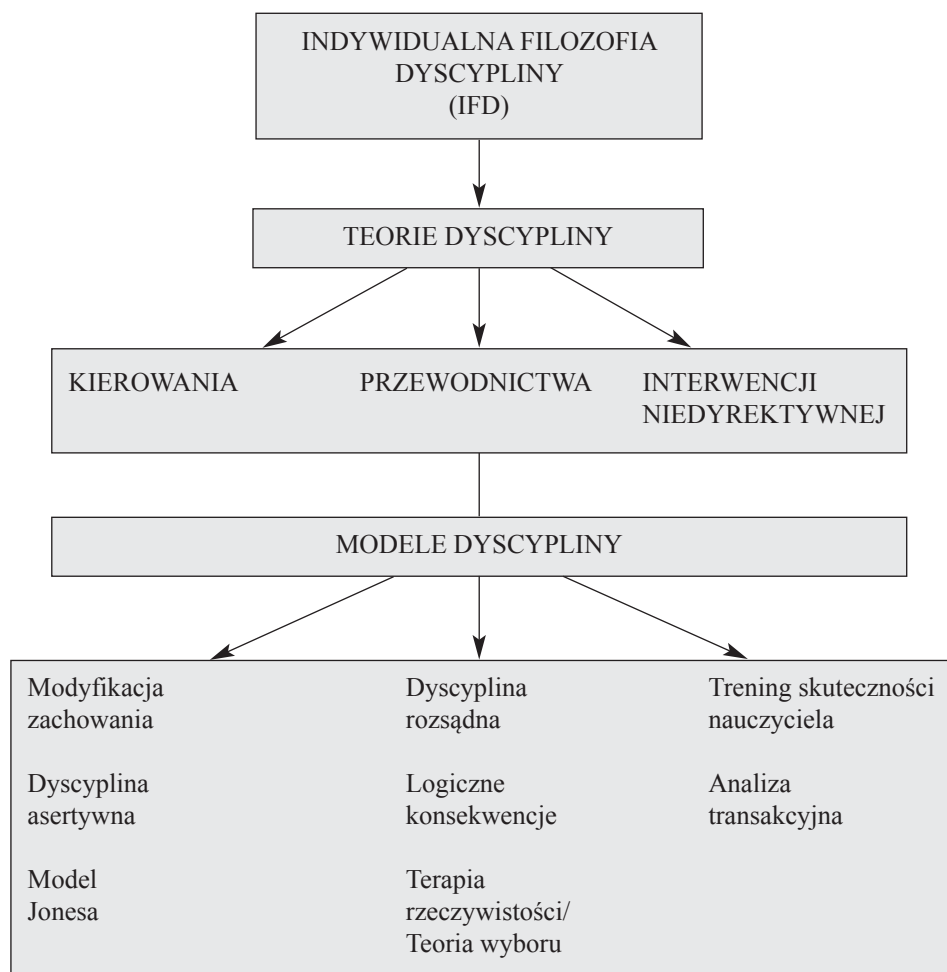 INDYWIDUALNA FILOZOFIA
DYSCYPLINY
(IFD)
TEORIE DYSCYPLINY
KIEROWANIA
PRZEWODNICTWA
INTERWENCJI
NIEDYREKTYWNEJ
MODELE DYSCYPLINY
Modyfikacja
zachowania
Dyscyplina
asertywna
Model
Jonesa
Dyscyplina
rozsądna
Logiczne
konsekwencje
Terapia
rzeczywistości/
Teoria wyboru
Trening skuteczności
nauczyciela
Analiza
transakcyjna